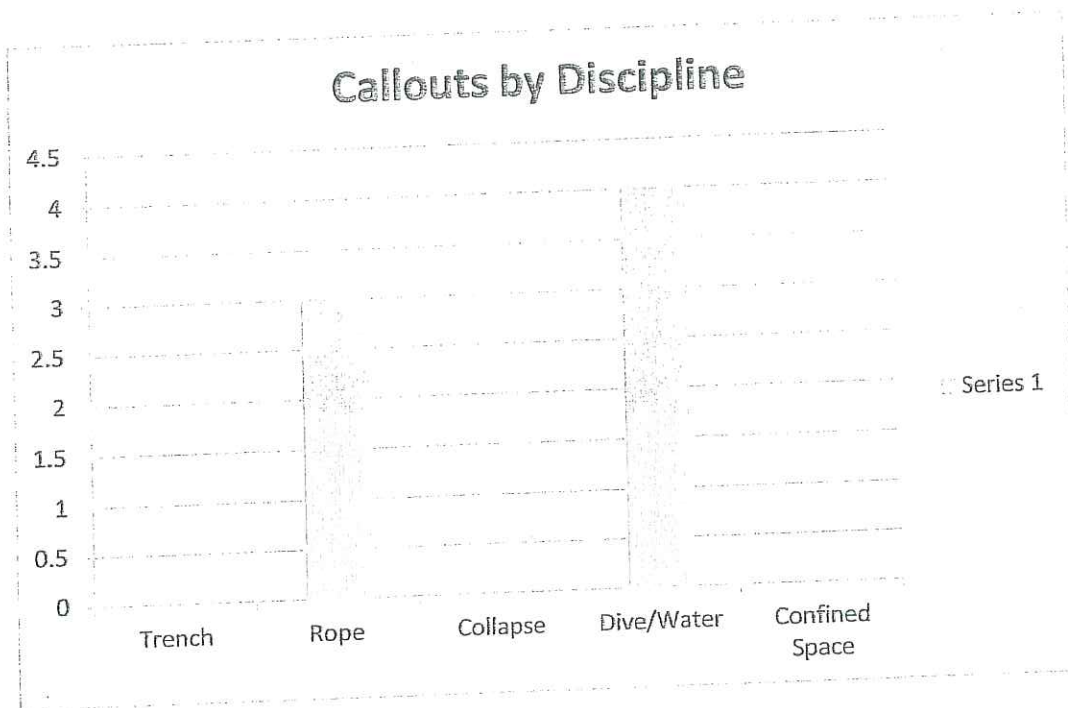 Callouts by Discipline
4.5
4
3.5
3
2.5
2
1.5
1
0.5
0
Trench
Rope
Collapse
Dive/Water
Confined
Space
Series 1